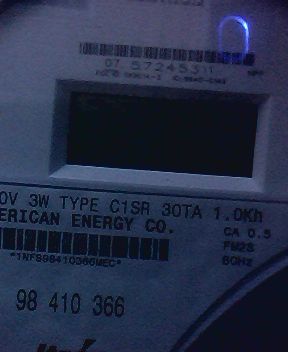 07 57245311
0V 3W TYPE C1SR 30TA 1.0Kh
ERICAN ENERGY CO.
CA 0.5
FM2S
60Hz
*1NF898410366MEC*
98 410 366